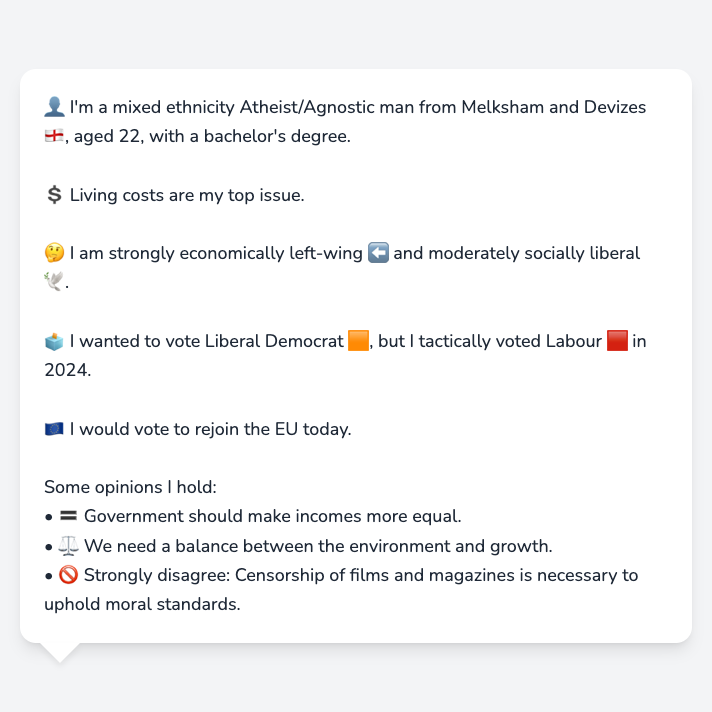 👤 I'm a mixed ethnicity Atheist/Agnostic man from Melksham and Devizes
🏴󠁧󠁢󠁥󠁮󠁧󠁿, aged 22, with a bachelor's degree.
💲 Living costs are my top issue.
🤔 I am strongly economically left-wing ⬅️ and moderately socially liberal
🕊️.
🗳️ I wanted to vote Liberal Democrat 🟧, but I tactically voted Labour 🟥 in
2024.
🇪🇺 I would vote to rejoin the EU today.
Some opinions I hold:
• 🟰 Government should make incomes more equal.
• ⚖️ We need a balance between the environment and growth.
• 🚫 Strongly disagree: Censorship of films and magazines is necessary to
uphold moral standards.